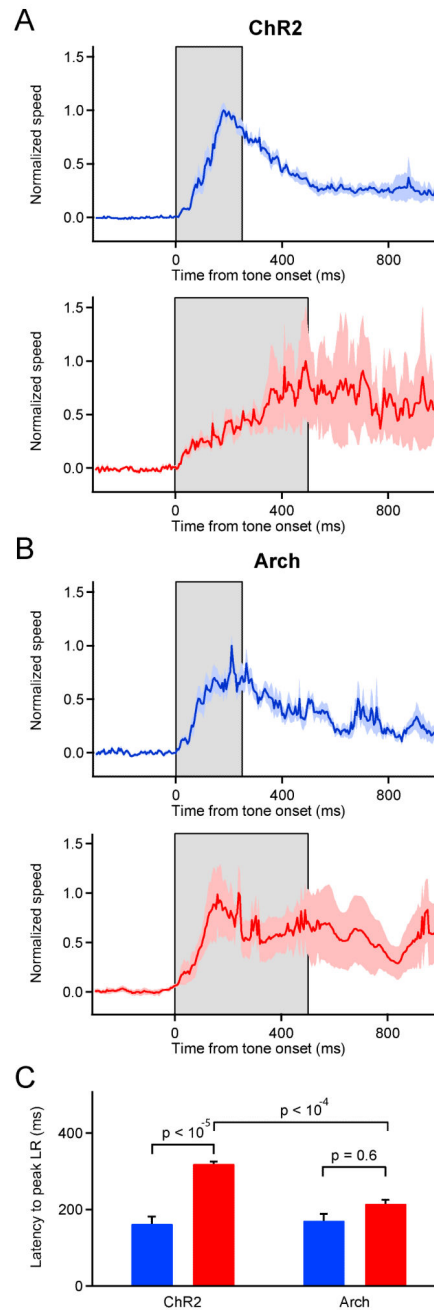 A
ChR2
Normalized speed
1.5
1.0
0.5
0.0
0 400 800
Time from tone onset (ms)
Normalized speed
1.5
1.0
0.5
0.0
0 400 800
Time from tone onset (ms)
B
Arch
Normalized speed
1.5
1.0
0.5
0.0
0 400 800
Time from tone onset (ms)
Normalized speed
1.5
1.0
0.5
0.0
0 400 800
Time from tone onset (ms)
C
Latency to peak LR (ms)
400
200
0
p < 10⁻⁵
p < 10⁻⁴
p = 0.6
ChR2 Arch